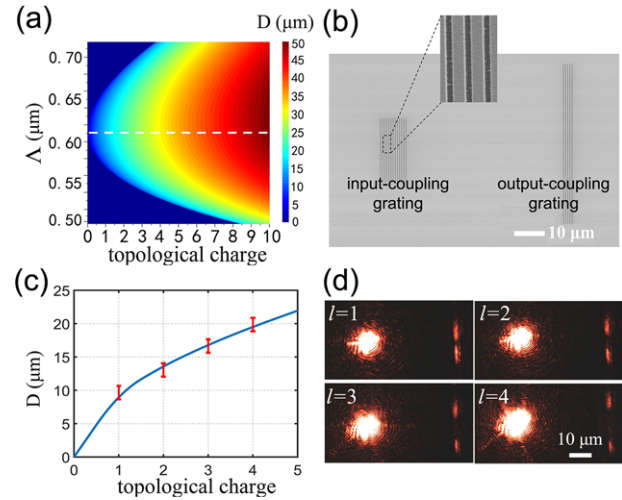 (a)
D (μm)
Λ (μm)
0.70
0.65
0.60
0.55
0.50
0 1 2 3 4 5 6 7 8 9 10
topological charge
50
45
40
35
30
25
20
15
10
5
0
(b)
input-coupling
grating
output-coupling
grating
10 μm
(c)
D (μm)
25
20
15
10
5
0
0 1 2 3 4 5
topological charge
(d)
l=1
l=2
l=3
l=4
10 μm